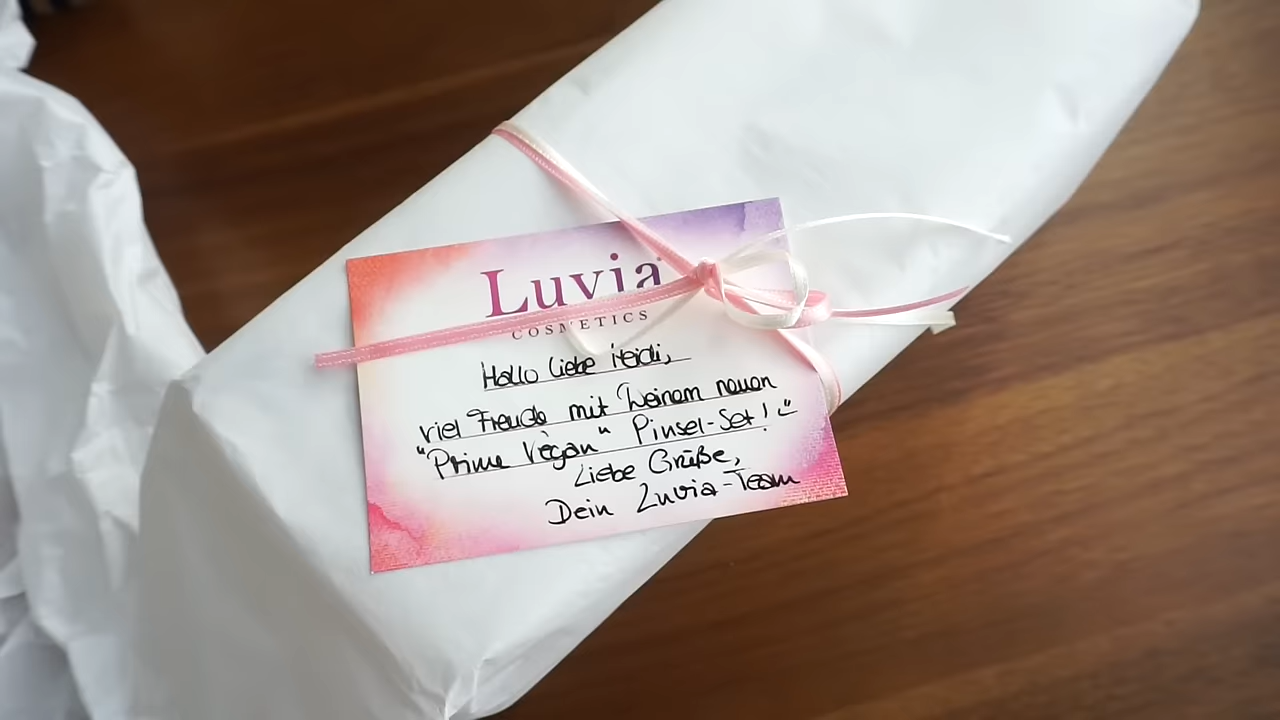 Luvia
COSMETICS
Hallo liebe Heidi,
viel Freude mit Deinem neuen
"Prime Vegan" Pinsel-Set! ツ
Liebe Grüße,
Dein Luvia-Team